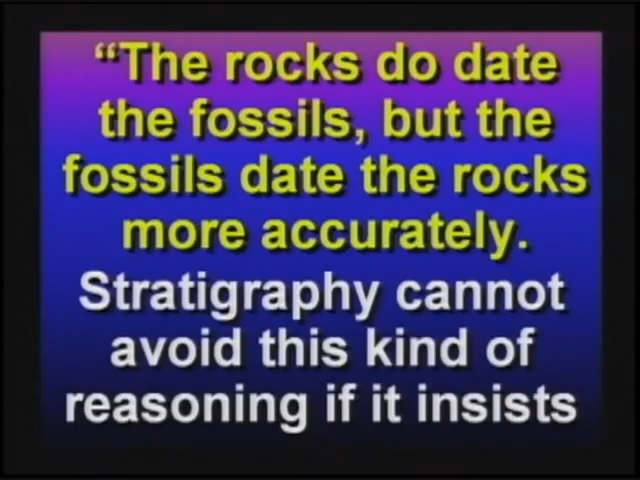 “The rocks do date
the fossils, but the
fossils date the rocks
more accurately.
Stratigraphy cannot
avoid this kind of
reasoning if it insists